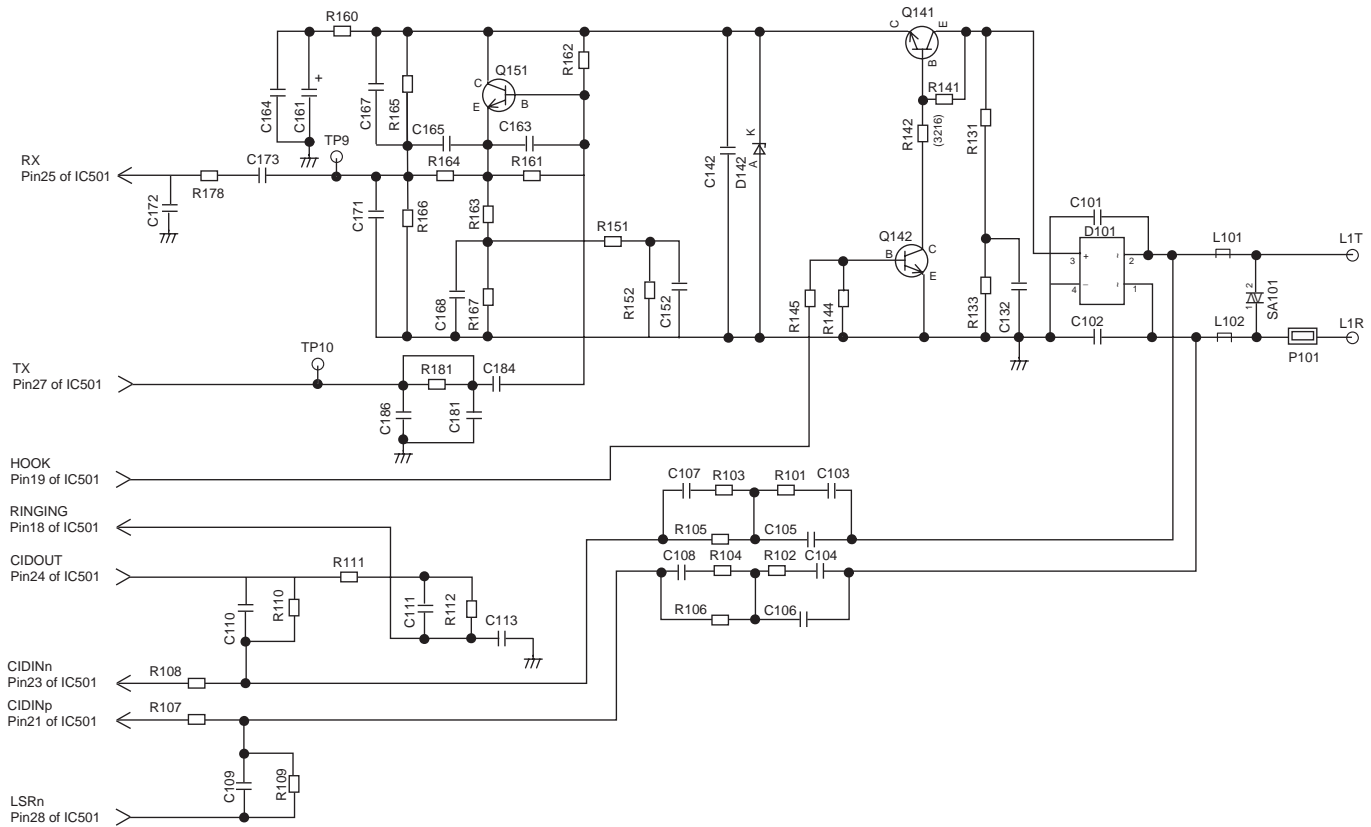 R160
Q141
C
E
B
R162
Q151
C
E
B
+
C164
C161
C167
R165
C165
C163
R141
R142
(3216)
R131
K
A
C142
D142
TP9
RX
Pin25 of IC501
C173
R178
C172
R164
R161
C171
R166
R163
R151
C168
R167
R152
C152
Q142
B
C
E
R145
R144
R133
C132
C101
D101
3
+
~
2
4
–
~
1
C102
L101
L1T
2
1
SA101
L102
L1R
P101
TP10
TX
Pin27 of IC501
R181
C184
C186
C181
HOOK
Pin19 of IC501
C107
R103
R101
C103
RINGING
Pin18 of IC501
R105
C105
CIDOUT
Pin24 of IC501
R111
C108
R104
R102
C104
C110
R110
C111
R112
C113
R106
C106
CIDINn
Pin23 of IC501
R108
CIDINp
Pin21 of IC501
R107
C109
R109
LSRn
Pin28 of IC501